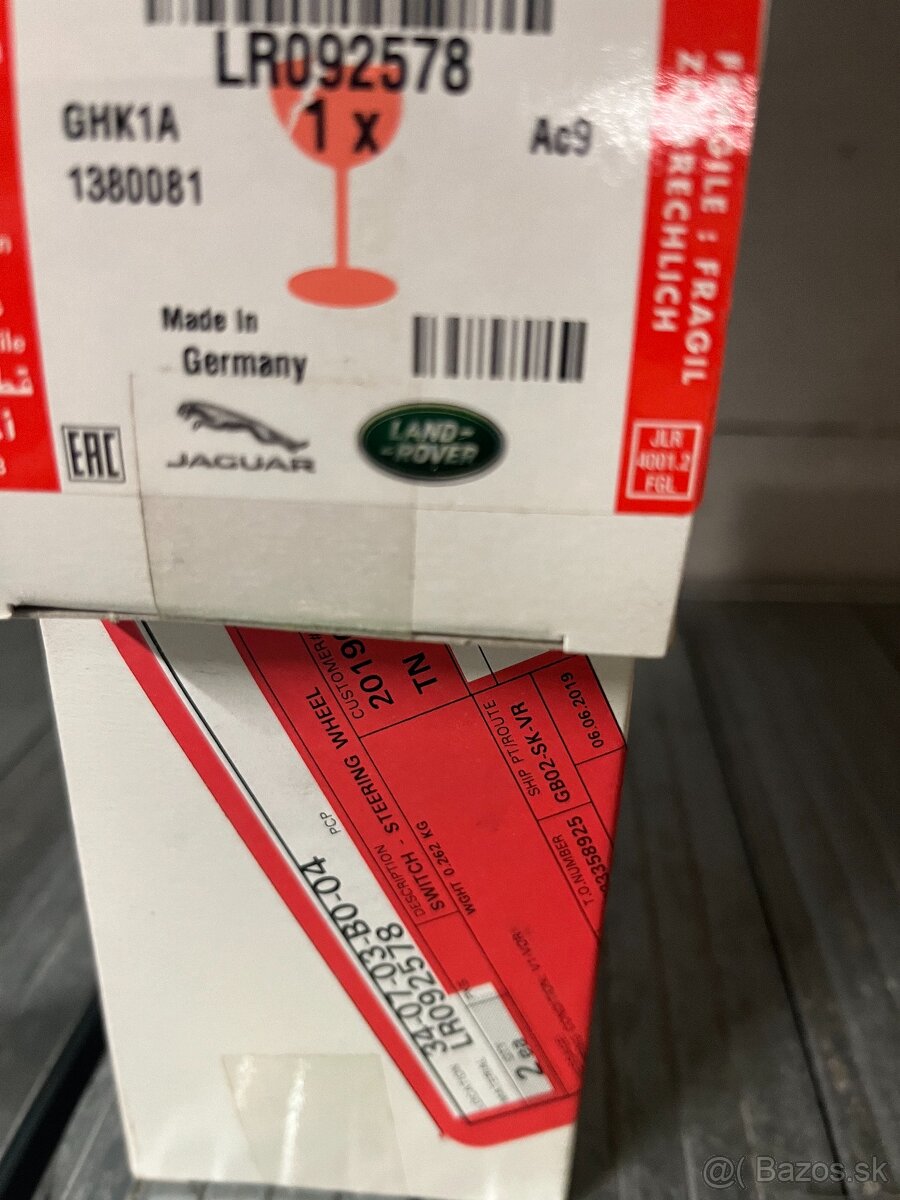 LR092578
GHK1A
1 x
Ac9
1380081
Made In
Germany
EAC
JAGUAR
LAND-
-ROVER
FRAGILE ; FRAGIL
ZERBRECHLICH
JLR
4001.2
FGL
CUSTOMER#
TN
SHIP PT/ROUTE
GB02-SK-VR
06.06.2019
PCP
DESCRIPTION
SWITCH - STEERING WHEEL
WGHT 0.262 KG
T.O.NUMBER
34-07-03-B0-04
LR092578
@( Bazos.sk